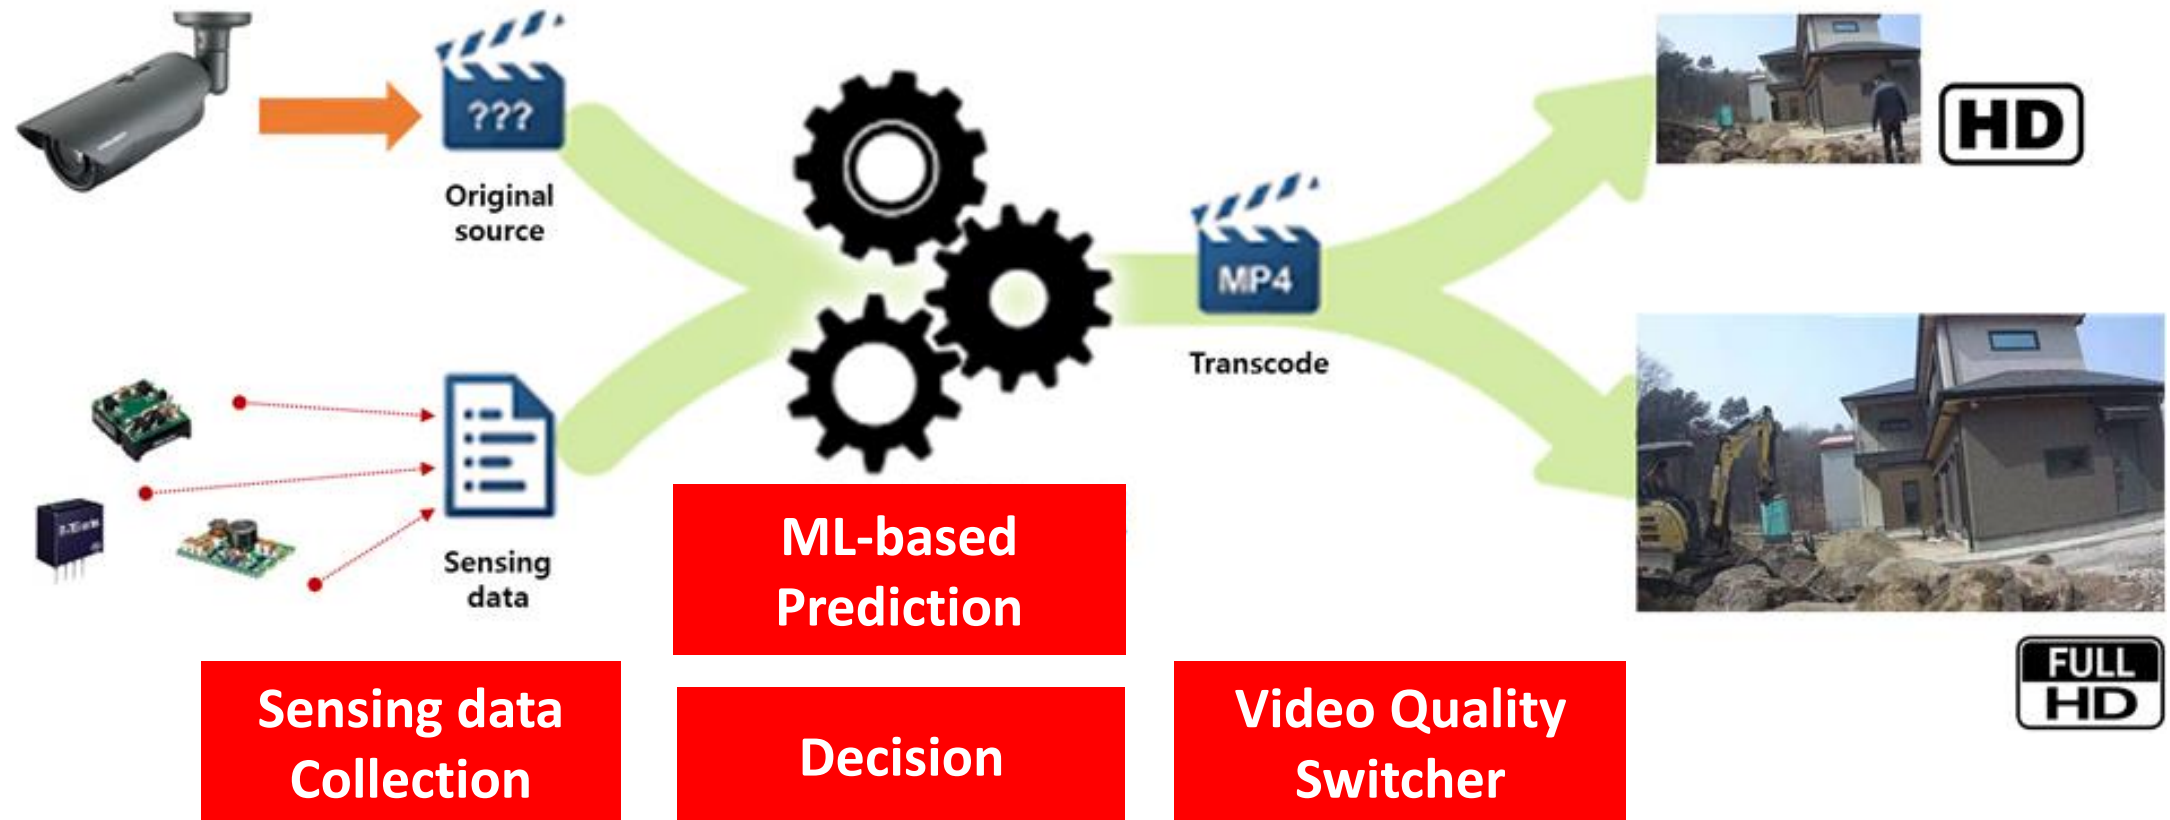 ???
Original
source
HD
MP4
Transcode
Sensing
data
ML-based
Prediction
FULL
HD
Sensing data
Collection
Decision
Video Quality
Switcher